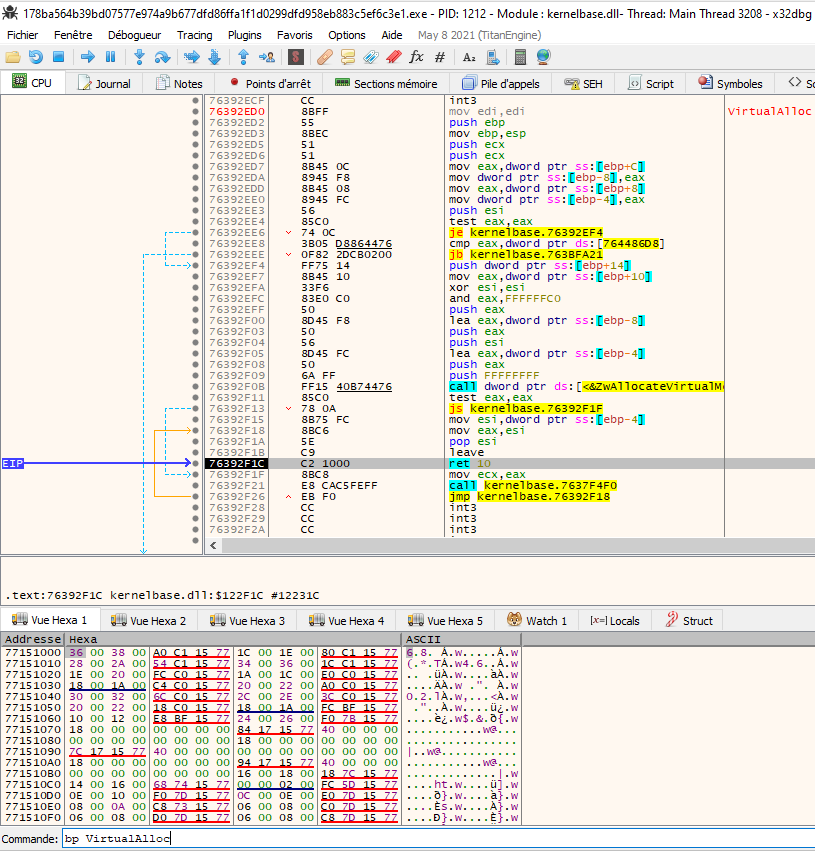 178ba564b39bd07577e974a9b677dfd86ffa1f1d0299dfd958eb883c5ef6c3e1.exe - PID: 1212 - Module : kernelbase.dll- Thread: Main Thread 3208 - x32dbg
Fichier Fenêtre Débogueur Tracing Plugins Favoris Options Aide May 8 2021 (TitanEngine)
CPU Journal Notes Points d'arrêt Sections mémoire Pile d'appels SEH Script Symboles <> So
76392ECF CC int3
76392ED0 8BFF mov edi,edi VirtualAlloc
76392ED2 55 push ebp
76392ED3 8BEC mov ebp,esp
76392ED5 51 push ecx
76392ED6 51 push ecx
76392ED7 8B45 0C mov eax,dword ptr ss:[ebp+C]
76392EDA 8945 F8 mov dword ptr ss:[ebp-8],eax
76392EDD 8B45 08 mov eax,dword ptr ss:[ebp+8]
76392EE0 8945 FC mov dword ptr ss:[ebp-4],eax
76392EE3 56 push esi
76392EE4 85C0 test eax,eax
76392EE6 74 0C je kernelbase.76392EF4
76392EE8 3B05 D8864476 cmp eax,dword ptr ds:[764486D8]
76392EEE 0F82 2DCB0200 jb kernelbase.763BFA21
76392EF4 FF75 14 push dword ptr ss:[ebp+14]
76392EF7 8B45 10 mov eax,dword ptr ss:[ebp+10]
76392EFA 33F6 xor esi,esi
76392EFC 83E0 C0 and eax,FFFFFFC0
76392EFF 50 push eax
76392F00 8D45 F8 lea eax,dword ptr ss:[ebp-8]
76392F03 50 push eax
76392F04 56 push esi
76392F05 8D45 FC lea eax,dword ptr ss:[ebp-4]
76392F08 50 push eax
76392F09 6A FF push FFFFFFFF
76392F0B FF15 40B74476 call dword ptr ds:[<&ZwAllocateVirtualMe
76392F11 85C0 test eax,eax
76392F13 78 0A js kernelbase.76392F1F
76392F15 8B75 FC mov esi,dword ptr ss:[ebp-4]
76392F18 8BC6 mov eax,esi
76392F1A 5E pop esi
76392F1B C9 leave
EIP 76392F1C C2 1000 ret 10
76392F1F 8BC8 mov ecx,eax
76392F21 E8 CAC5FEFF call kernelbase.7637F4F0
76392F26 EB F0 jmp kernelbase.76392F18
76392F28 CC int3
76392F29 CC int3
76392F2A CC int3
.text:76392F1C kernelbase.dll:$122F1C #12231C
Vue Hexa 1 Vue Hexa 2 Vue Hexa 3 Vue Hexa 4 Vue Hexa 5 Watch 1 [x=] Locals Struct
Addresse Hexa ASCII
77151000 36 00 38 00 A0 C1 15 77 1C 00 1E 00 80 C1 15 77 6.8. Á.w.....Á.w
77151010 28 00 2A 00 54 C1 15 77 34 00 36 00 1C C1 15 77 (.*.TÁ.w4.6..Á.w
77151020 1E 00 20 00 FC C0 15 77 1A 00 1C 00 E0 C0 15 77 .. .üÀ.w....àÀ.w
77151030 18 00 1A 00 C4 C0 15 77 20 00 22 00 A0 C0 15 77 ....ÄÀ.w .". À.w
77151040 30 00 32 00 6C C0 15 77 2C 00 2E 00 3C C0 15 77 0.2.lÀ.w,...<À.w
77151050 20 00 22 00 18 C0 15 77 18 00 1A 00 FC BF 15 77 .".À.w....ü¿.w
77151060 10 00 12 00 E8 BF 15 77 24 00 26 00 F0 7B 15 77 ....è¿.w$.&.ð{.w
77151070 18 00 00 00 00 00 00 00 84 17 15 77 40 00 00 00 ...........w@...
77151080 00 00 00 00 00 00 00 00 18 00 00 00 00 00 00 00 ................
77151090 7C 17 15 77 40 00 00 00 00 00 00 00 00 00 00 00 |..w@...........
771510A0 18 00 00 00 00 00 00 00 94 17 15 77 40 00 00 00 ...........w@...
771510B0 00 00 00 00 00 00 00 00 16 00 18 00 18 7C 15 77 .............|.w
771510C0 14 00 16 00 68 74 15 77 00 00 02 00 FC 5D 15 77 ....ht.w....ü].w
771510D0 0E 00 10 00 F0 7D 15 77 0C 00 0E 00 E0 7D 15 77 ....ð}.w....à}.w
771510E0 08 00 0A 00 C8 73 15 77 06 00 08 00 C0 7D 15 77 ....Ès.w....À}.w
771510F0 06 00 08 00 D0 7D 15 77 06 00 08 00 C8 7D 15 77 ....Ð}.w....È}.w
Commande: bp VirtualAlloc